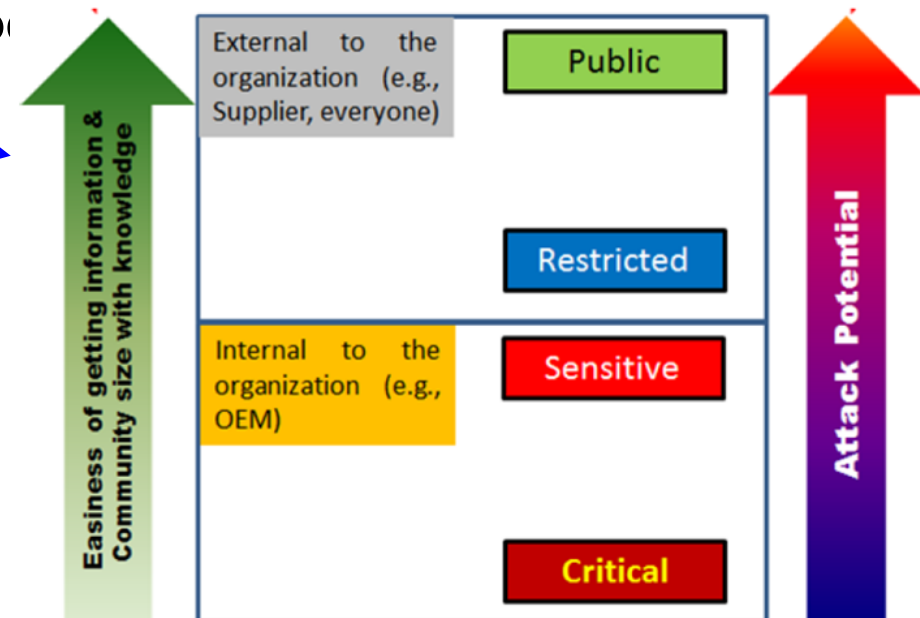 External to the
organization (e.g.,
Supplier, everyone)
Public
Restricted
Internal to the
organization (e.g.,
OEM)
Sensitive
Critical
Easiness of getting information &
Community size with knowledge
Attack Potential